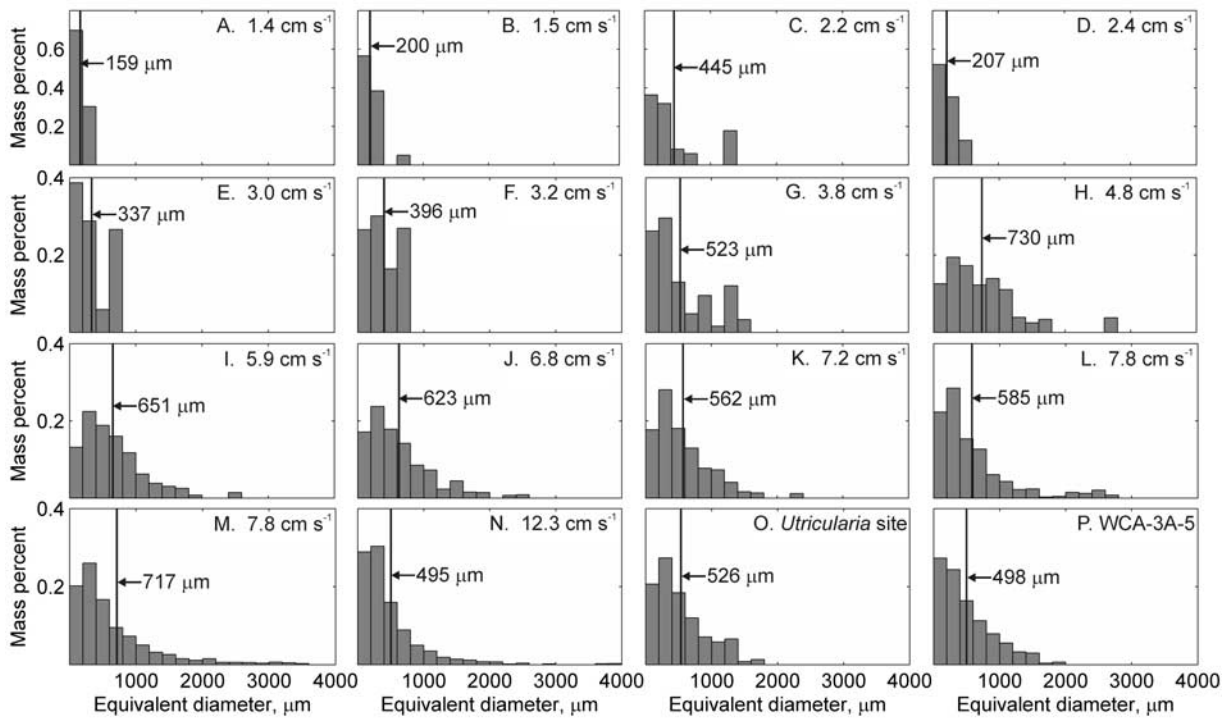 A. 1.4 cm s⁻¹
B. 1.5 cm s⁻¹
C. 2.2 cm s⁻¹
D. 2.4 cm s⁻¹
Mass percent
0.6
0.4
0.2
159 μm
200 μm
445 μm
207 μm
E. 3.0 cm s⁻¹
F. 3.2 cm s⁻¹
G. 3.8 cm s⁻¹
H. 4.8 cm s⁻¹
Mass percent
0.4
0.2
337 μm
396 μm
523 μm
730 μm
I. 5.9 cm s⁻¹
J. 6.8 cm s⁻¹
K. 7.2 cm s⁻¹
L. 7.8 cm s⁻¹
Mass percent
0.4
0.2
651 μm
623 μm
562 μm
585 μm
M. 7.8 cm s⁻¹
N. 12.3 cm s⁻¹
O. Utricularia site
P. WCA-3A-5
Mass percent
0.4
0.2
717 μm
495 μm
526 μm
498 μm
1000 2000 3000 4000
1000 2000 3000 4000
1000 2000 3000 4000
1000 2000 3000 4000
Equivalent diameter, μm
Equivalent diameter, μm
Equivalent diameter, μm
Equivalent diameter, μm